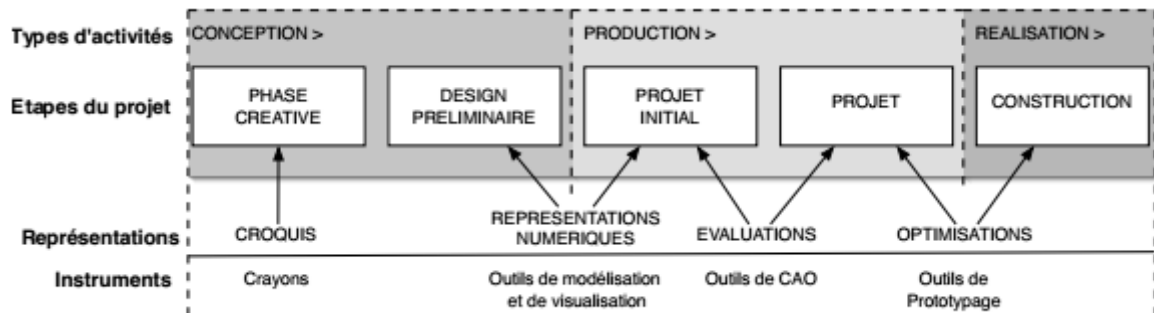 Types d'activités CONCEPTION > PRODUCTION > REALISATION >
Etapes du projet
PHASE
CREATIVE
DESIGN
PRELIMINAIRE
PROJET
INITIAL
PROJET
CONSTRUCTION
Représentations
CROQUIS
REPRESENTATIONS
NUMERIQUES
EVALUATIONS
OPTIMISATIONS
Instruments
Crayons
Outils de modélisation
et de visualisation
Outils de CAO
Outils de
Prototypage